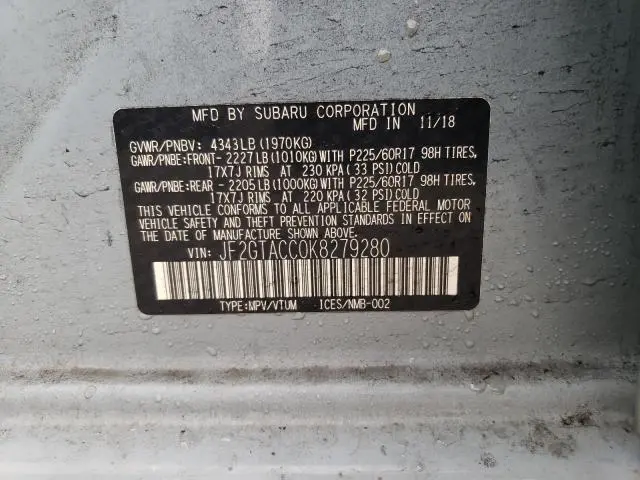 MFD BY SUBARU CORPORATION
MFD IN 11/18
GVWR/PNBV: 4343LB(1970KG)
GAWR/PNBE:FRONT- 2227LB(1010KG)WITH P225/60R17 98H TIRES,
17X7J RIMS AT 230 KPA(33 PSI)COLD
GAWR/PNBE:REAR - 2205LB(1000KG)WITH P225/60R17 98H TIRES,
17X7J RIMS AT 220 KPA(32 PSI)COLD
THIS VEHICLE CONFORMS TO ALL APPLICABLE FEDERAL MOTOR
VEHICLE SAFETY AND THEFT PREVENTION STANDARDS IN EFFECT
ON THE DATE OF MANUFACTURE SHOWN ABOVE.
VIN: JF2GTACC0K8279280
TYPE:MPV/VTUM ICES/NMB-002